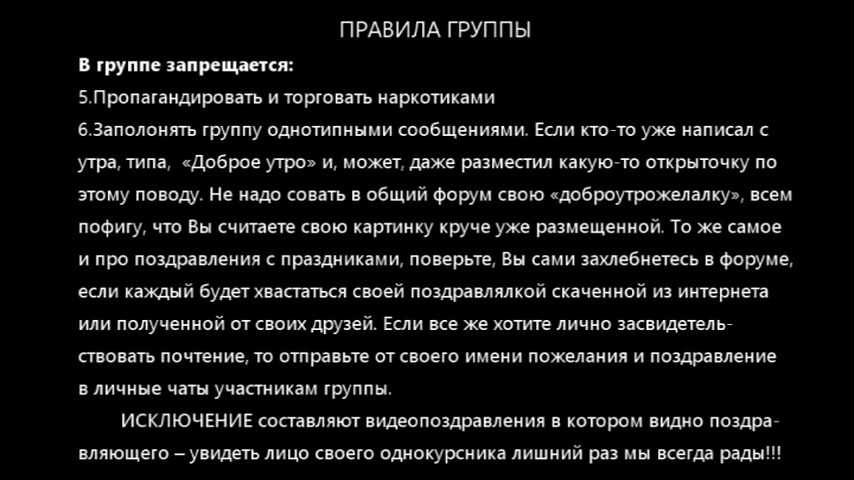 ПРАВИЛА ГРУППЫ
В группе запрещается:
5.Пропагандировать и торговать наркотиками
6.Заполонять группу однотипными сообщениями. Если кто-то уже написал с
утра, типа, «Доброе утро» и, может, даже разместил какую-то открыточку по
этому поводу. Не надо совать в общий форум свою «доброутрожелалку», всем
пофигу, что Вы считаете свою картинку круче уже размещенной. То же самое
и про поздравления с праздниками, поверьте, Вы сами захлебнетесь в форуме,
если каждый будет хвастаться своей поздравлялкой скаченной из интернета
или полученной от своих друзей. Если все же хотите лично засвидетель-
ствовать почтение, то отправьте от своего имени пожелания и поздравление
в личные чаты участникам группы.
ИСКЛЮЧЕНИЕ составляют видеопоздравления в котором видно поздра-
вляющего – увидеть лицо своего однокурсника лишний раз мы всегда рады!!!